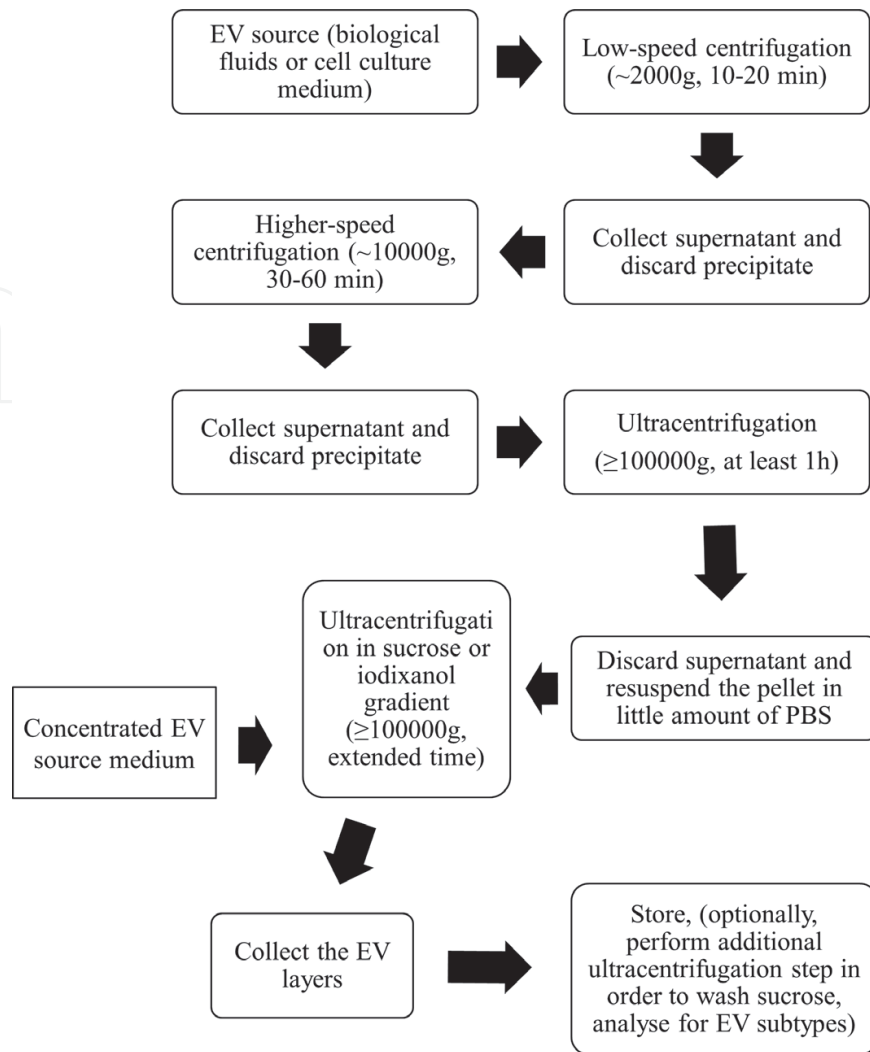 EV source (biological
fluids or cell culture
medium)
Low-speed centrifugation
(~2000g, 10-20 min)
Collect supernatant and
discard precipitate
Higher-speed
centrifugation (~10000g,
30-60 min)
Collect supernatant and
discard precipitate
Ultracentrifugation
(≥100000g, at least 1h)
Discard supernatant and
resuspend the pellet in
little amount of PBS
Ultracentrifugati
on in sucrose or
iodixanol
gradient
(≥100000g,
extended time)
Concentrated EV
source medium
Collect the EV
layers
Store, (optionally,
perform additional
ultracentrifugation step in
order to wash sucrose,
analyse for EV subtypes)